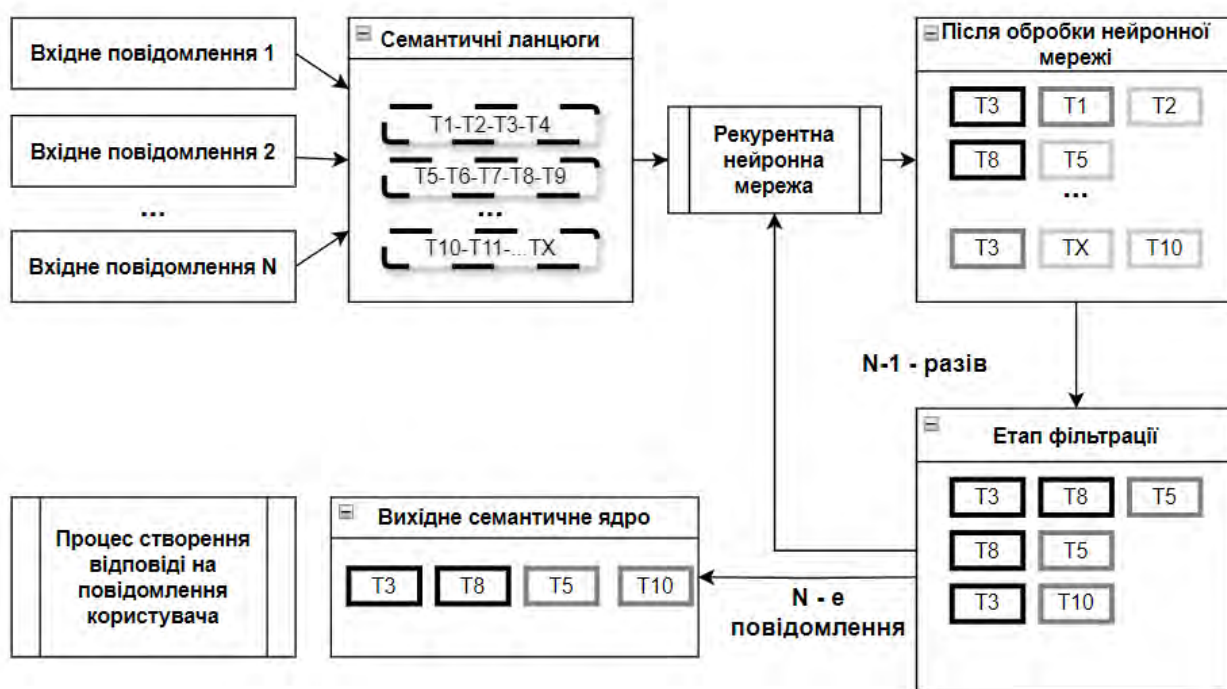 Вхідне повідомлення 1
Вхідне повідомлення 2
...
Вхідне повідомлення N
Семантичні ланцюги
T1-T2-T3-T4
T5-T6-T7-T8-T9
...
T10-T11-...TX
Рекурентна
нейронна
мережа
Після обробки нейронної
мережі
T3 T1 T2
T8 T5
...
T3 TX T10
N-1 - разів
Етап фільтрації
T3 T8 T5
T8 T5
T3 T10
N - е
повідомлення
Вихідне семантичне ядро
T3 T8 T5 T10
Процес створення
відповіді на
повідомлення
користувача